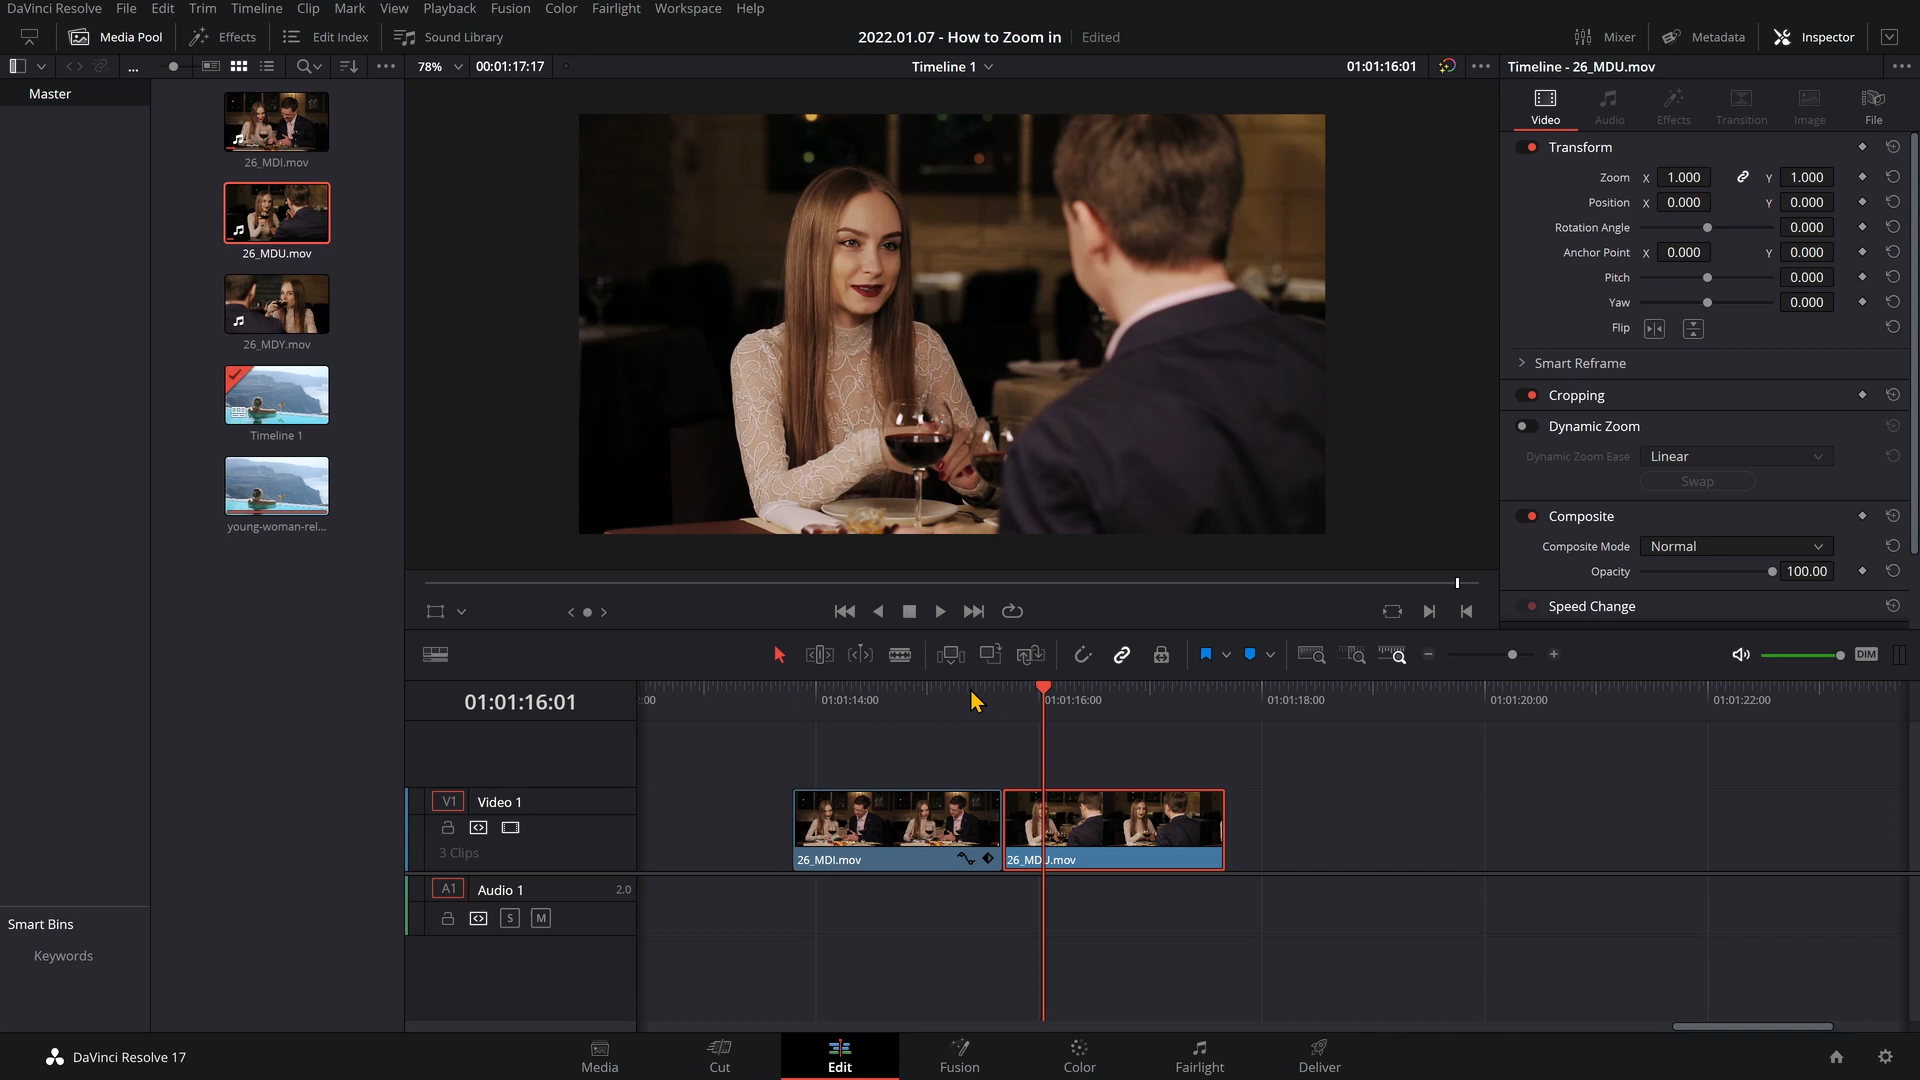 DaVinci Resolve File Edit Trim Timeline Clip Mark View Playback Fusion Color Fairlight Workspace Help
Media Pool Effects Edit Index Sound Library 2022.01.07 - How to Zoom in Edited Mixer Metadata Inspector
... 78% 00:01:17:17 Timeline 1 01:01:16:01 Timeline - 26_MDU.mov
Master
26_MDI.mov
26_MDU.mov
26_MDY.mov
Timeline 1
young-woman-rel...
Video Audio Effects Transition Image File
Transform
Zoom X 1.000 Y 1.000
Position X 0.000 Y 0.000
Rotation Angle 0.000
Anchor Point X 0.000 Y 0.000
Pitch 0.000
Yaw 0.000
Flip
Smart Reframe
Cropping
Dynamic Zoom
Dynamic Zoom Ease Linear
Swap
Composite
Composite Mode Normal
Opacity 100.00
Speed Change
DIM
01:01:16:01 :00 01:01:14:00 01:01:16:00 01:01:18:00 01:01:20:00 01:01:22:00
V1 Video 1
3 Clips
26_MDI.mov 26_MDU.mov
A1 Audio 1 2.0
S M
Smart Bins
Keywords
DaVinci Resolve 17 Media Cut Edit Fusion Color Fairlight Deliver